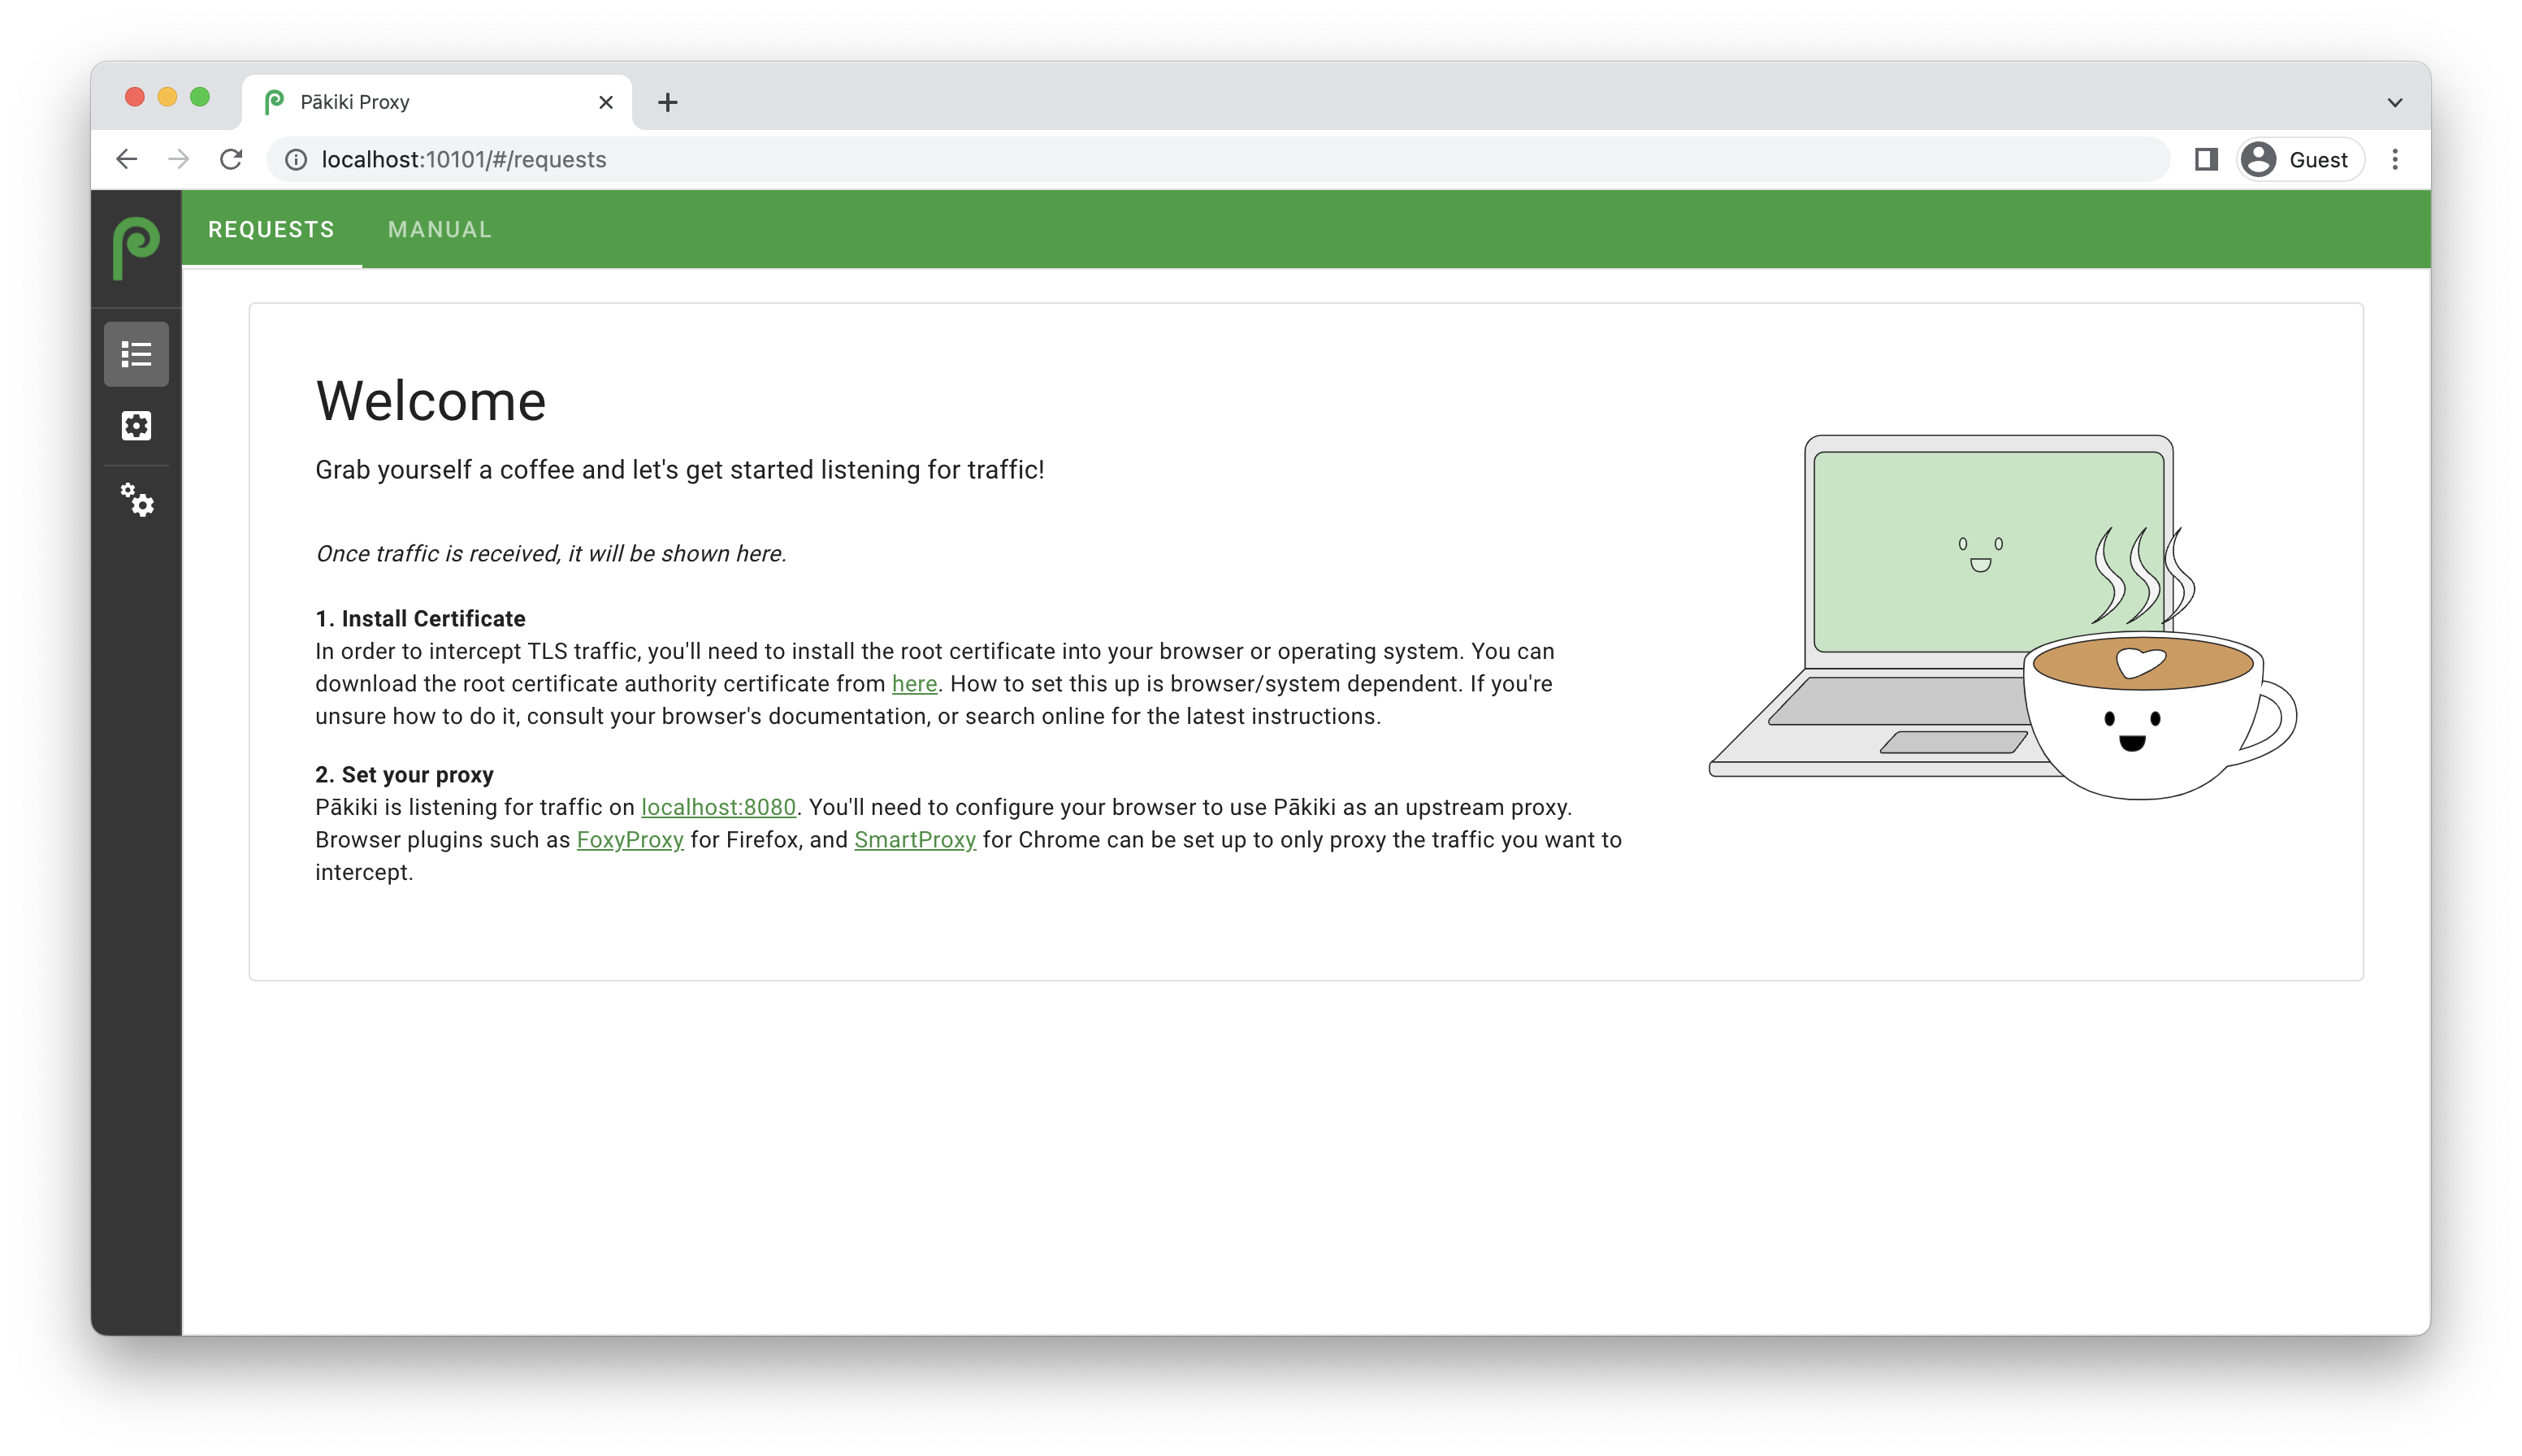 Pākiki Proxy
localhost:10101/#/requests
Guest
REQUESTS
MANUAL
Welcome
Grab yourself a coffee and let's get started listening for traffic!
Once traffic is received, it will be shown here.
1. Install Certificate
In order to intercept TLS traffic, you'll need to install the root certificate into your browser or operating system. You can
download the root certificate authority certificate from here. How to set this up is browser/system dependent. If you're
unsure how to do it, consult your browser's documentation, or search online for the latest instructions.
2. Set your proxy
Pākiki is listening for traffic on localhost:8080. You'll need to configure your browser to use Pākiki as an upstream proxy.
Browser plugins such as FoxyProxy for Firefox, and SmartProxy for Chrome can be set up to only proxy the traffic you want to
intercept.